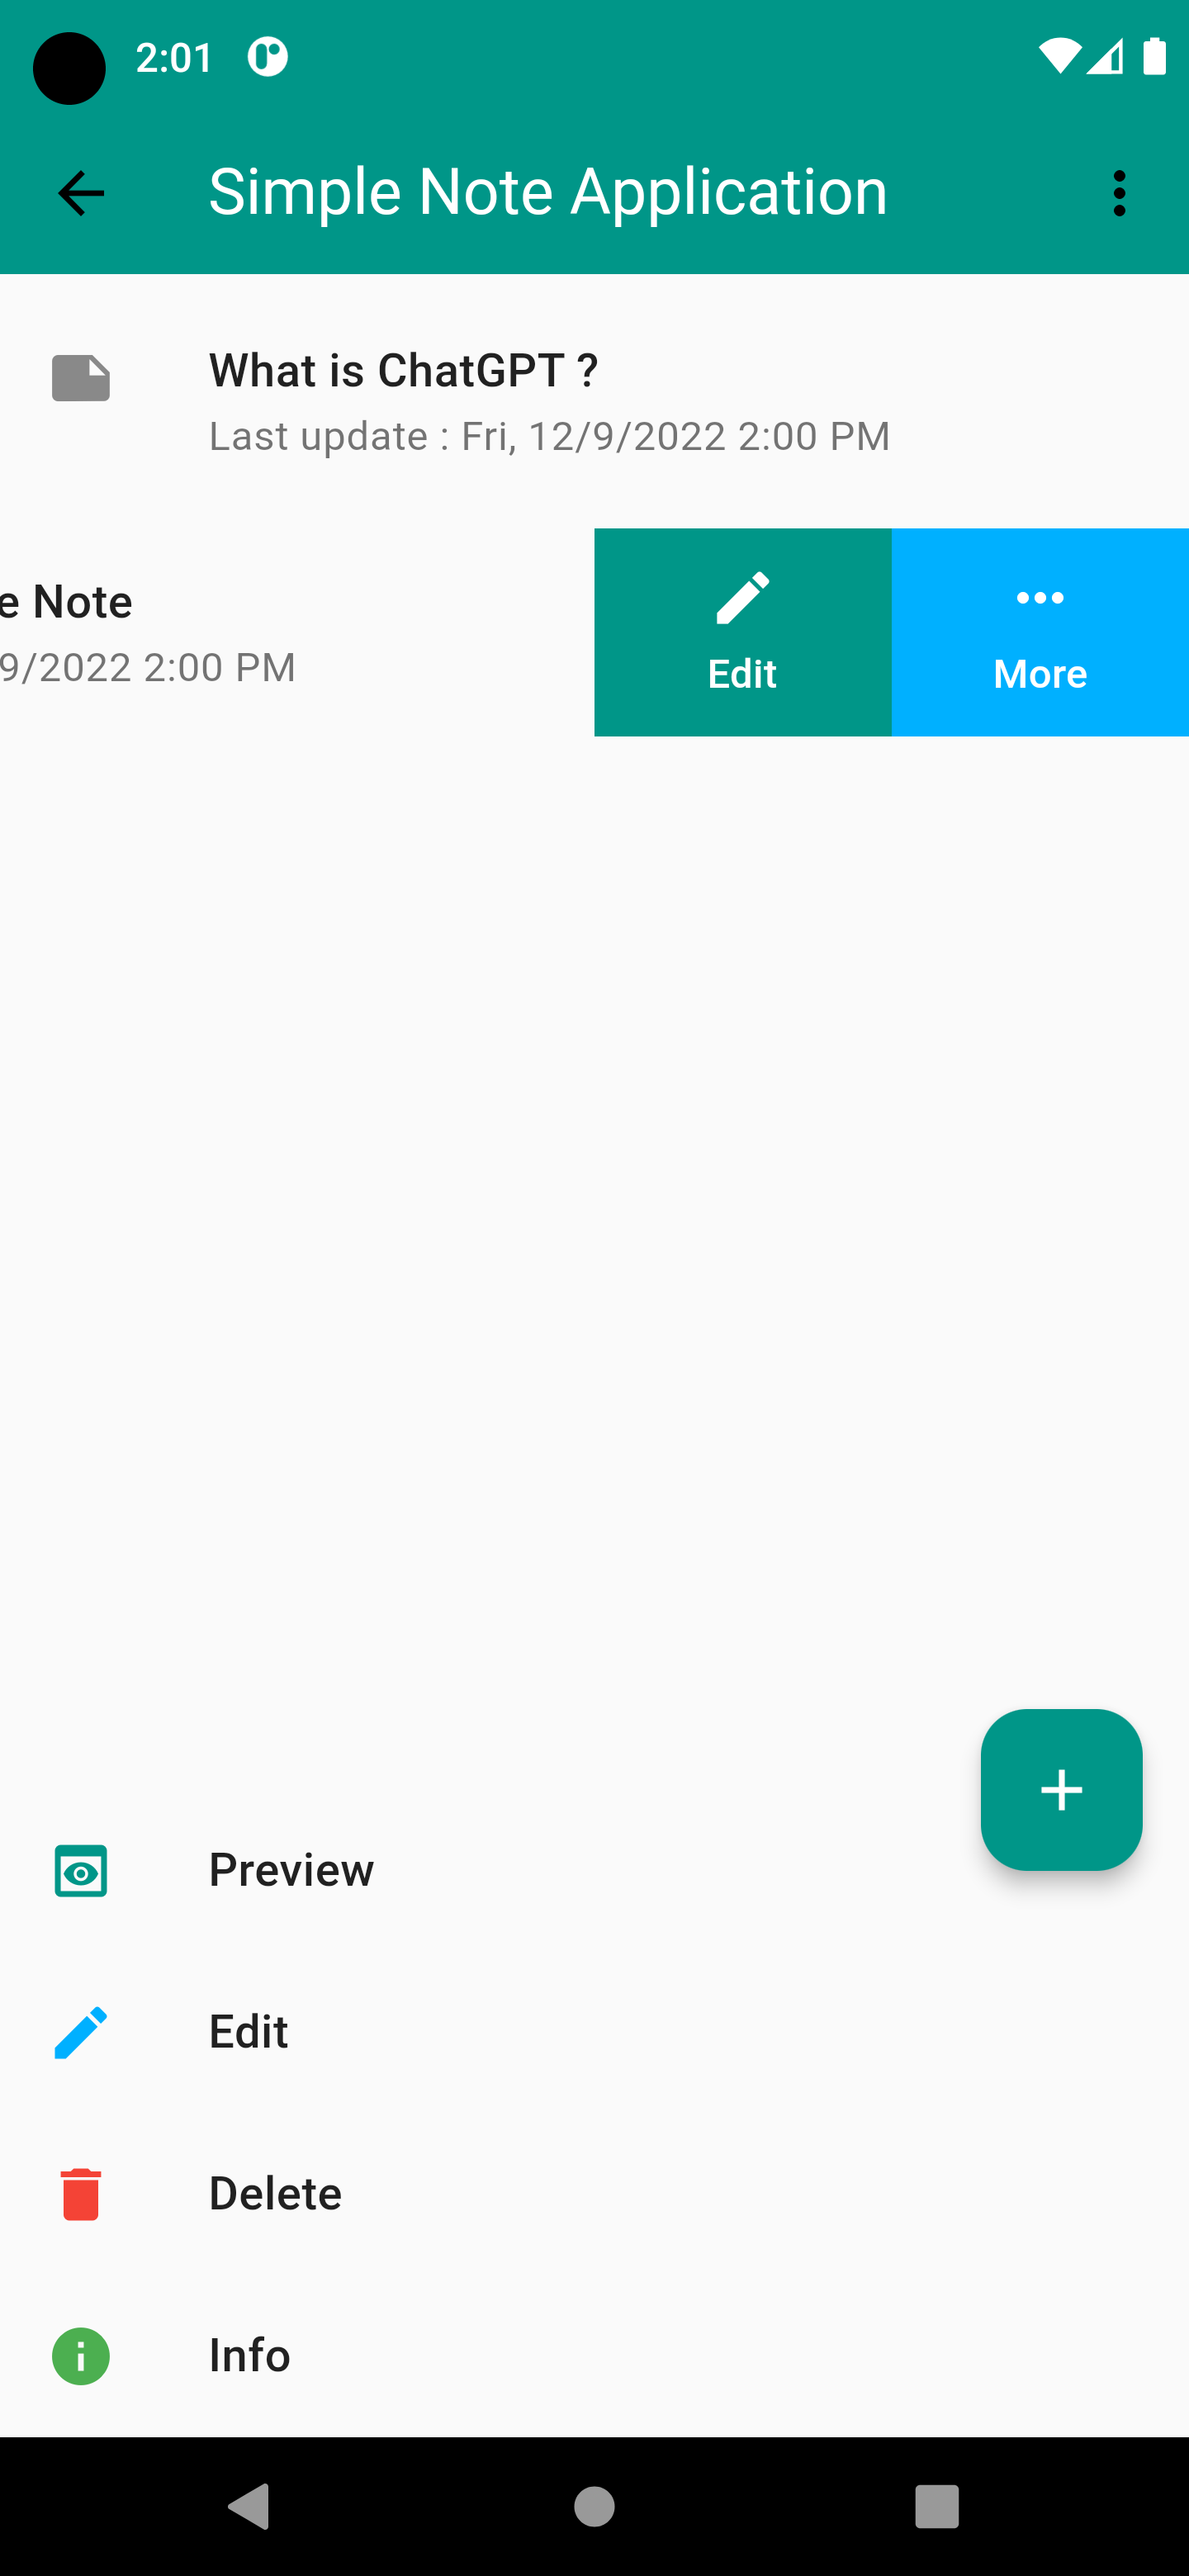 2:01
Simple Note Application
What is ChatGPT ?
Last update : Fri, 12/9/2022 2:00 PM
e Note
9/2022 2:00 PM
Edit
More
Preview
Edit
Delete
Info